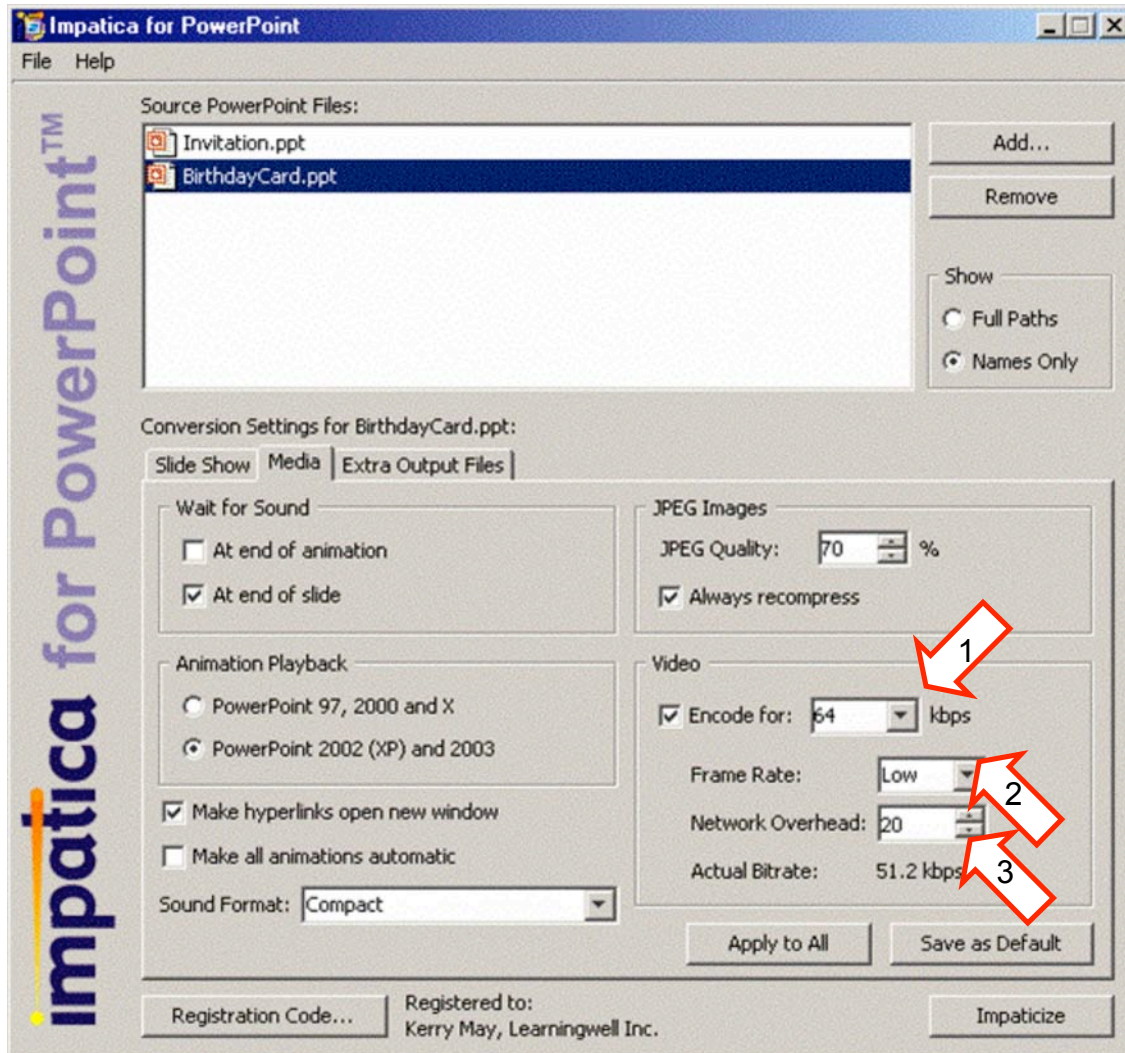 Impatica for PowerPoint
File Help
impatica for PowerPoint™
Source PowerPoint Files:
Invitation.ppt
BirthdayCard.ppt
Add...
Remove
Show
Full Paths
Names Only
Conversion Settings for BirthdayCard.ppt:
Slide Show Media Extra Output Files
Wait for Sound
At end of animation
At end of slide
Animation Playback
PowerPoint 97, 2000 and X
PowerPoint 2002 (XP) and 2003
Make hyperlinks open new window
Make all animations automatic
Sound Format: Compact
JPEG Images
JPEG Quality: 70 %
Always recompress
1
Video
Encode for: 64 kbps
Frame Rate: Low
2
Network Overhead: 20
Actual Bitrate: 51.2 kbps
3
Apply to All Save as Default
Registration Code...
Registered to:
Kerry May, Learningwell Inc.
Impaticize